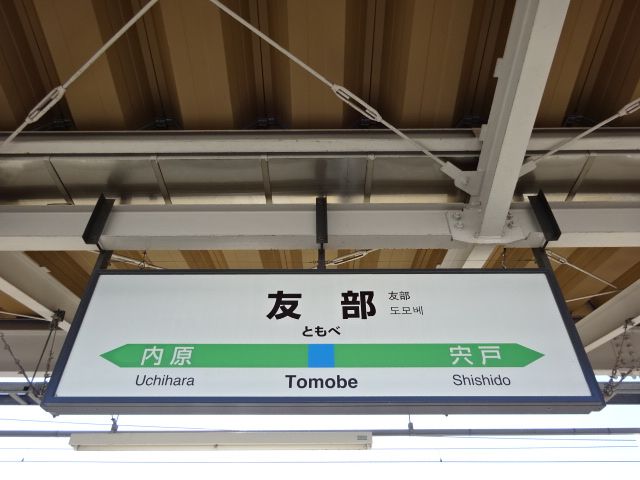 友部
友部
도모베
ともべ
内原 宍戸
Uchihara Tomobe Shishido